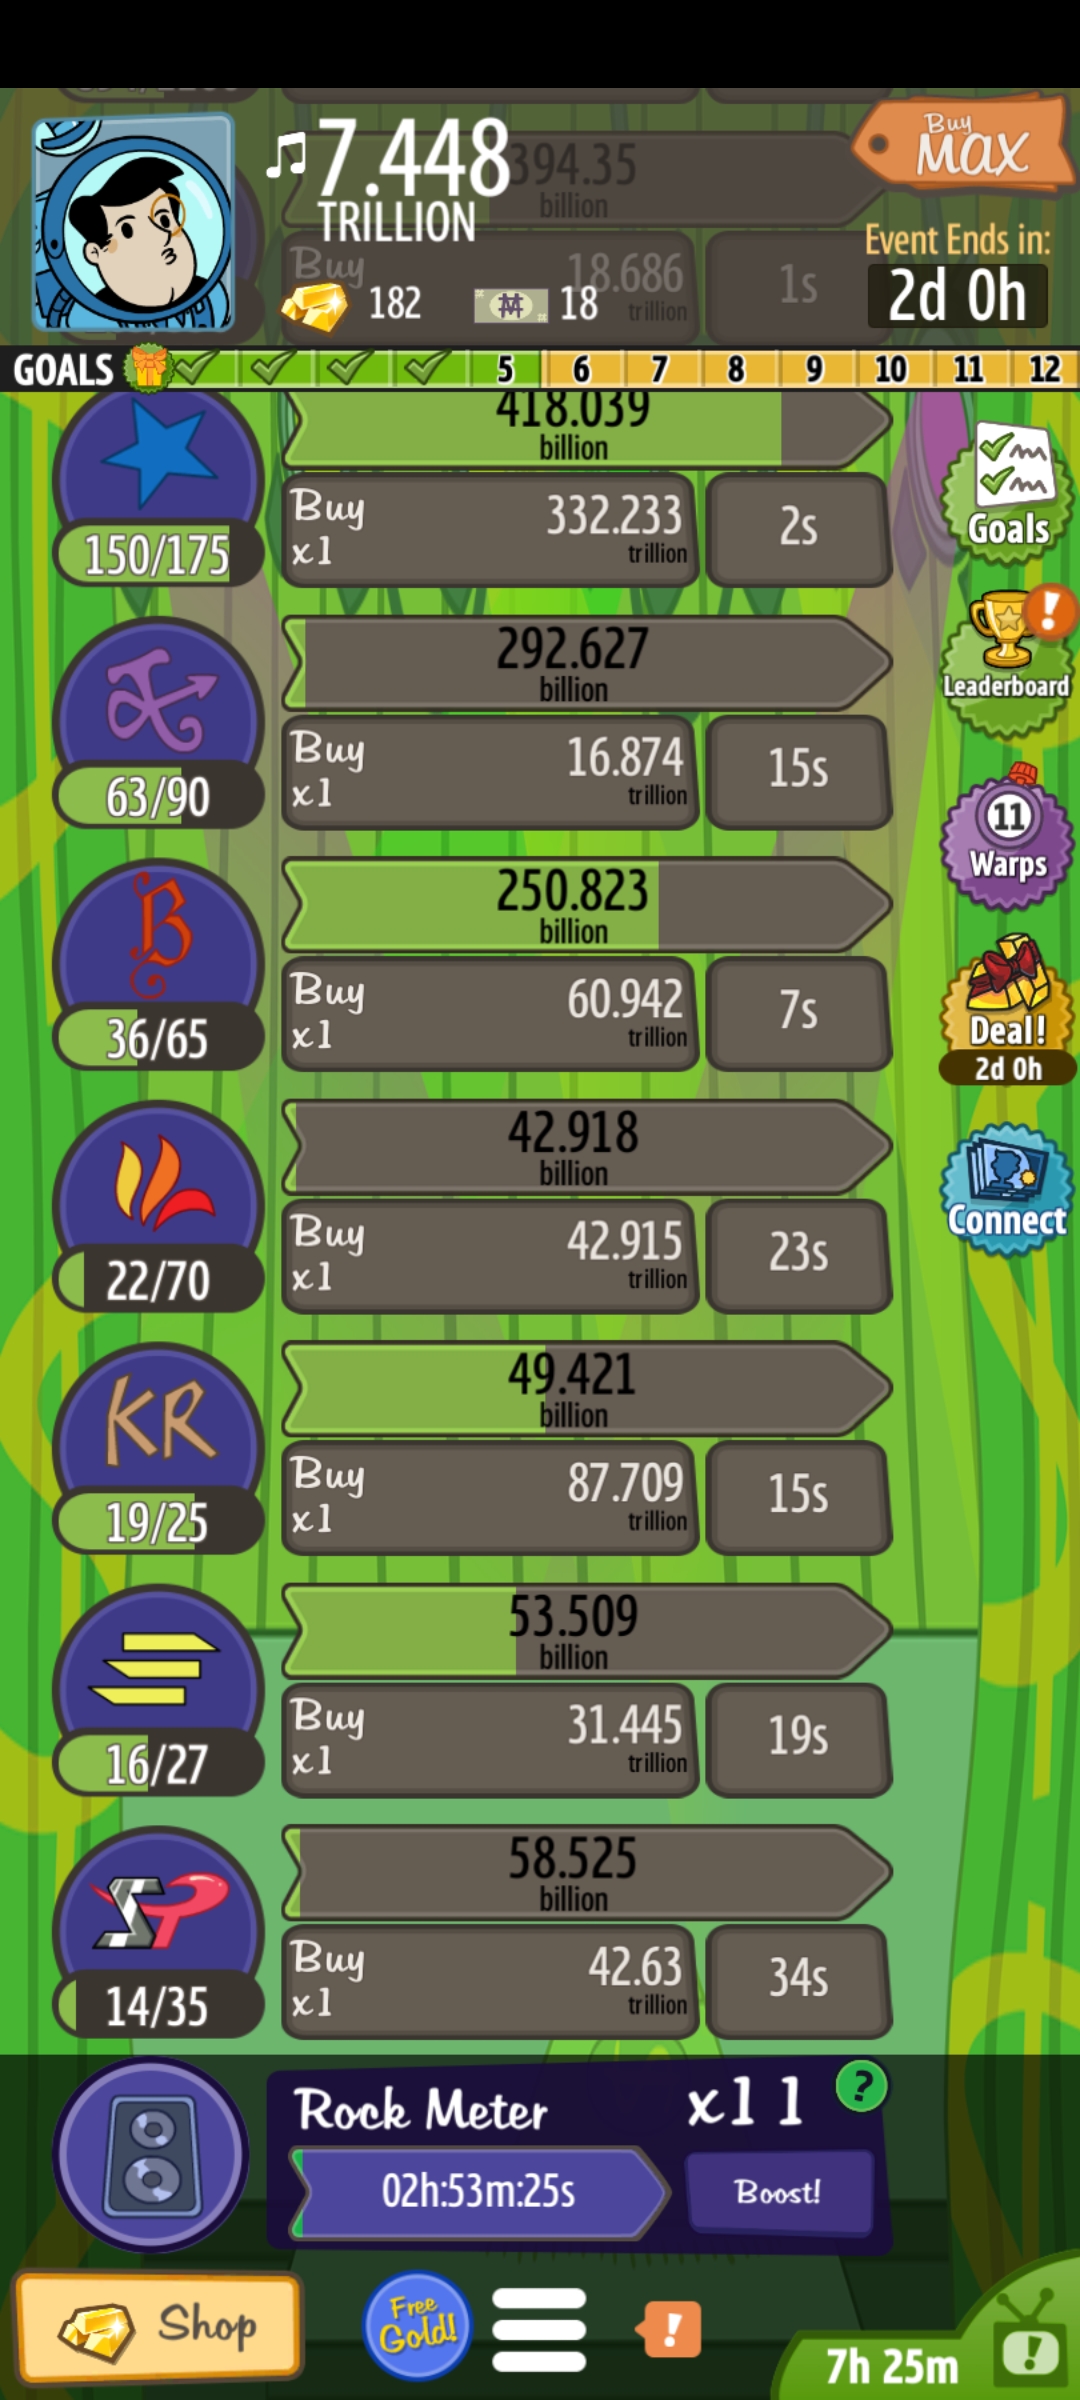 7.448
TRILLION
394.35
billion
Buy
MAX
Event Ends in:
2d 0h
Buy
18.686
trillion
1s
182
18
GOALS
5
6
7
8
9
10
11
12
418.039
billion
150/175
Buy
x1
332.233
trillion
2s
Goals
292.627
billion
63/90
Buy
x1
16.874
trillion
15s
!
Leaderboard
11
Warps
B
250.823
billion
36/65
Buy
x1
60.942
trillion
7s
Deal!
2d 0h
42.918
billion
22/70
Buy
x1
42.915
trillion
23s
Connect
KR
49.421
billion
19/25
Buy
x1
87.709
trillion
15s
53.509
billion
16/27
Buy
x1
31.445
trillion
19s
SP
58.525
billion
14/35
Buy
x1
42.63
trillion
34s
Rock Meter
x11
?
02h:53m:25s
Boost!
Shop
Free
Gold!
!
7h 25m
!